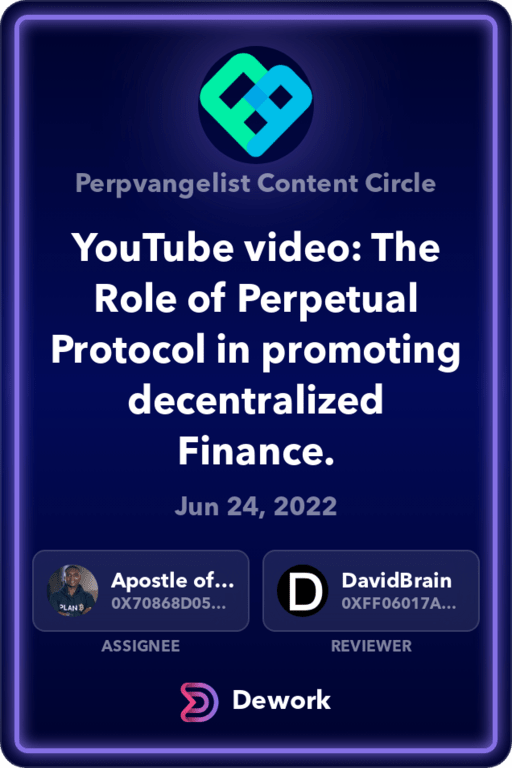 Perpvangelist Content Circle
YouTube video: The
Role of Perpetual
Protocol in promoting
decentralized
Finance.
Jun 24, 2022
Apostle of...
0X70868D05...
PLAN B
ASSIGNEE
D
DavidBrain
0XFF06017A...
REVIEWER
Dework